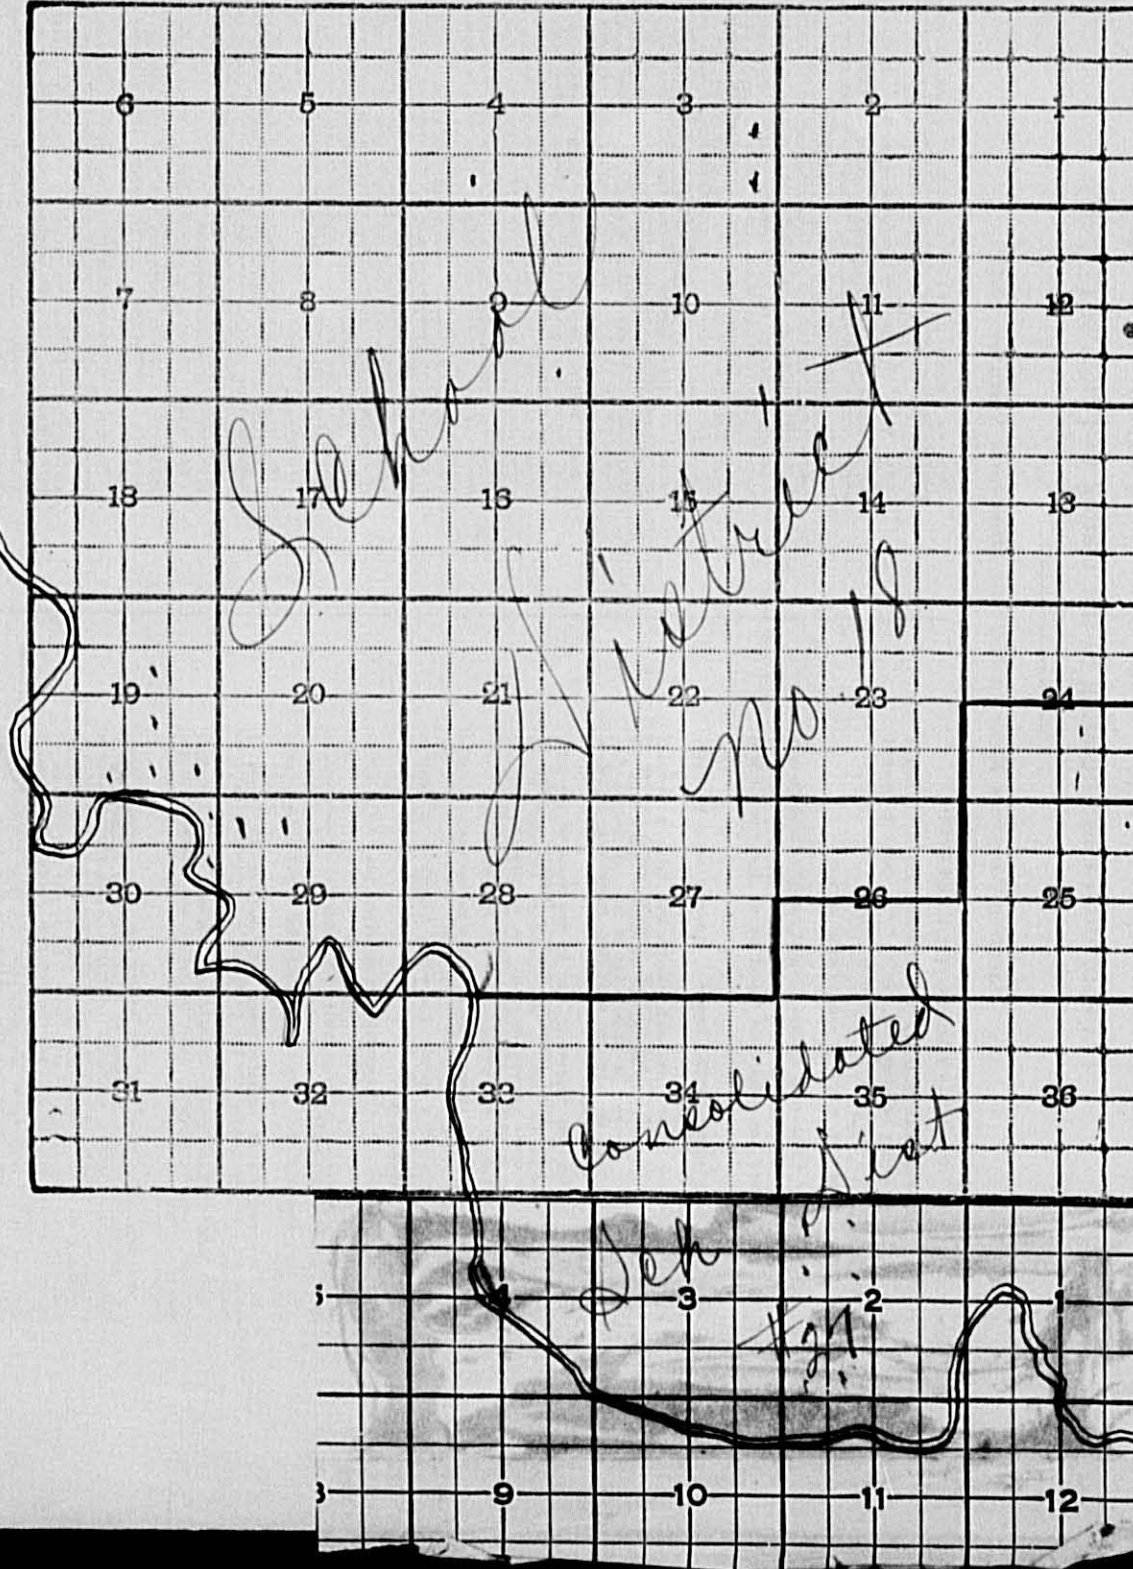 6 5 4 3 2 1
7 8 9 10 11 12
School
18 17 16 15 14 13
District
no 18
19 20 21 22 23 24
30 29 28 27 26 25
31 32 33 34 35 36
Consolidated
Dist
Sch
4 3 2 1
#27
9 10 11 12